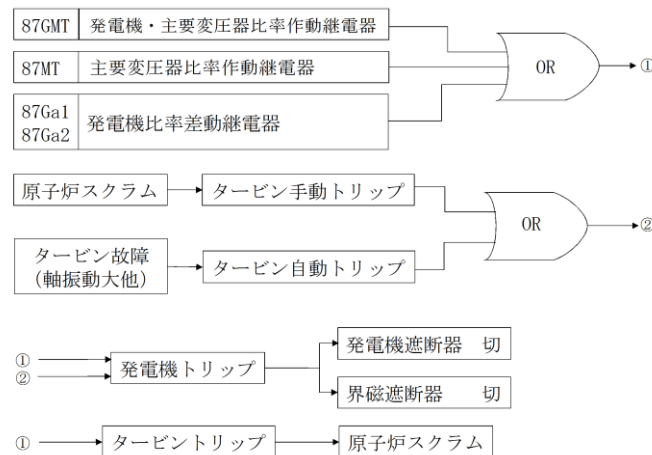 87GMT 発電機・主要変圧器比率作動継電器
87MT 主要変圧器比率作動継電器
87Ga1
87Ga2
発電機比率差動継電器
OR
①
原子炉スクラム
タービン手動トリップ
タービン故障
(軸振動大他)
タービン自動トリップ
OR
②
①
②
発電機トリップ
発電機遮断器 切
界磁遮断器 切
①
タービントリップ
原子炉スクラム